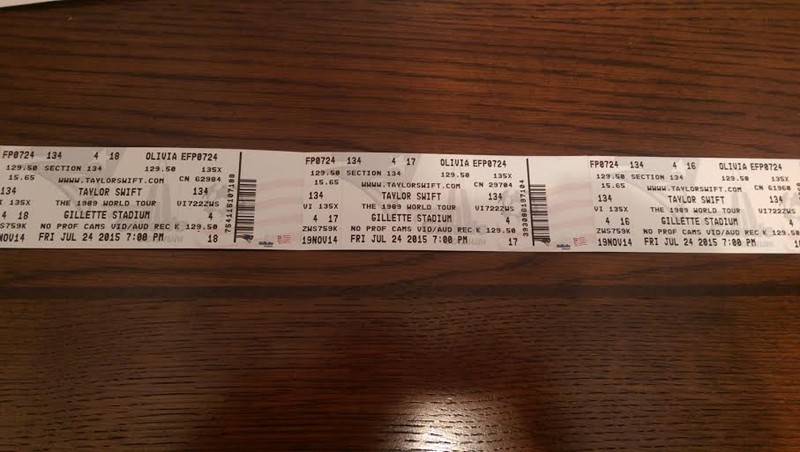 FP0724 134 4 18 OLIVIA EFP0724
129.50 SECTION 134 129.50 135X
15.65 WWW.TAYLORSWIFT.COM CN 62984
134 TAYLOR SWIFT 134
135X THE 1989 WORLD TOUR VI722ZWS
4 18 GILLETTE STADIUM 4
ZWS759K NO PROF CAMS VID/AUD REC E 129.50
19NOV14 FRI JUL 24 2015 7:00 PM 18
FP0724 134 4 17 OLIVIA EFP0724
129.50 SECTION 134 129.50 135X
15.65 WWW.TAYLORSWIFT.COM CN 29784
134 TAYLOR SWIFT 134
VI 135X THE 1989 WORLD TOUR VI722ZWS
4 17 GILLETTE STADIUM 4
ZWS759K NO PROF CAMS VID/AUD REC E 129.50
19NOV14 FRI JUL 24 2015 7:00 PM 17
FP0724 134 4 16 OLIVIA EFP0724
129.50 SECTION 134 129.50 135X
15.65 WWW.TAYLORSWIFT.COM CN 61960
134 TAYLOR SWIFT 134
VI 135X THE 1989 WORLD TOUR VI722ZWS
4 16 GILLETTE STADIUM 4
ZWS759K NO PROF CAMS VID/AUD REC E 129.50
19NOV14 FRI JUL 24 2015 7:00 PM